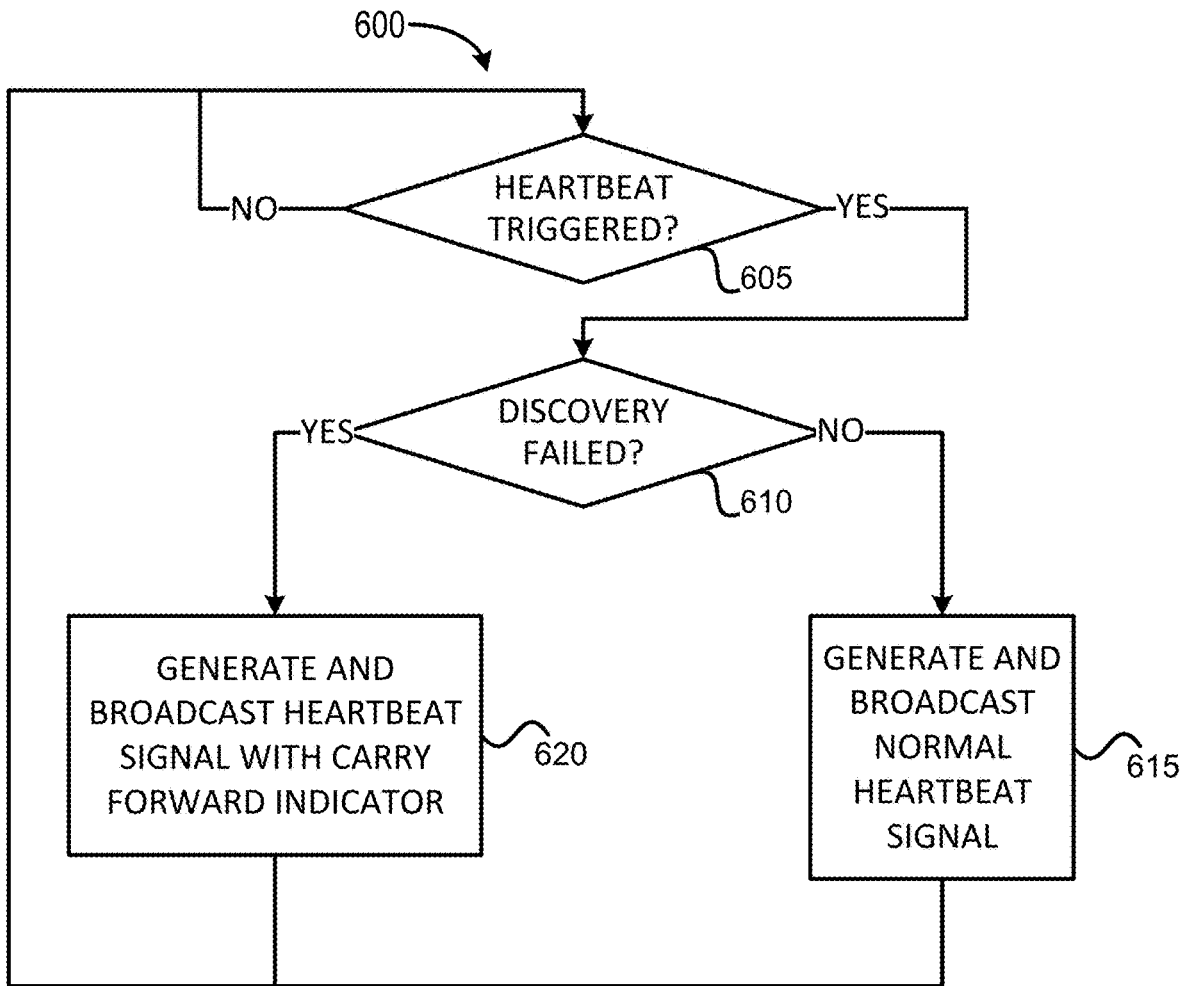 600
HEARTBEAT
TRIGGERED?
NO
YES
605
DISCOVERY
FAILED?
YES
NO
610
GENERATE AND
BROADCAST HEARTBEAT
SIGNAL WITH CARRY
FORWARD INDICATOR
620
GENERATE AND
BROADCAST
NORMAL
HEARTBEAT
SIGNAL
615